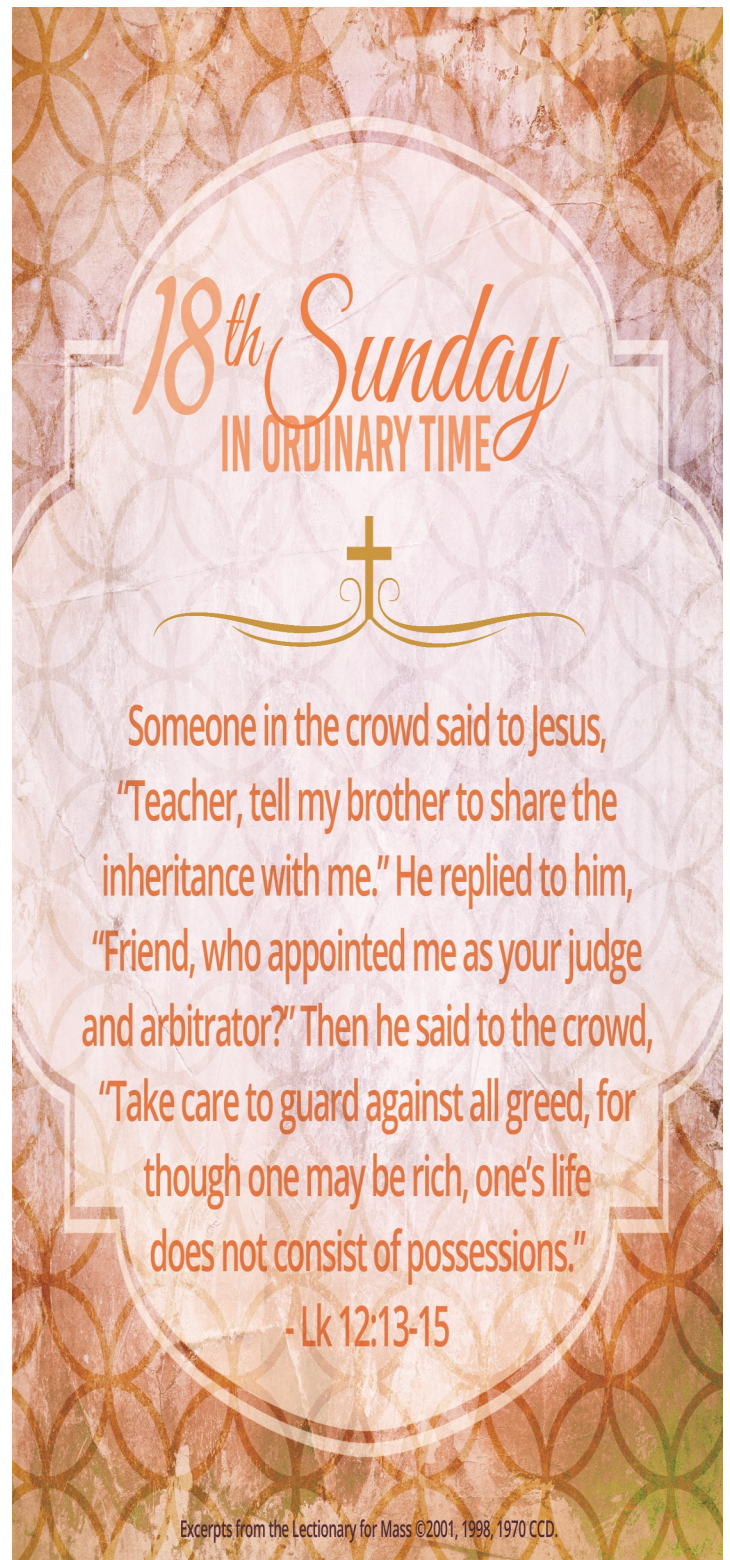 18th Sunday
IN ORDINARY TIME
Someone in the crowd said to Jesus,
“Teacher, tell my brother to share the
inheritance with me.” He replied to him,
“Friend, who appointed me as your judge
and arbitrator?” Then he said to the crowd,
“Take care to guard against all greed, for
though one may be rich, one’s life
does not consist of possessions.”
- Lk 12:13-15
Excerpts from the Lectionary for Mass ©2001, 1998, 1970 CCD.